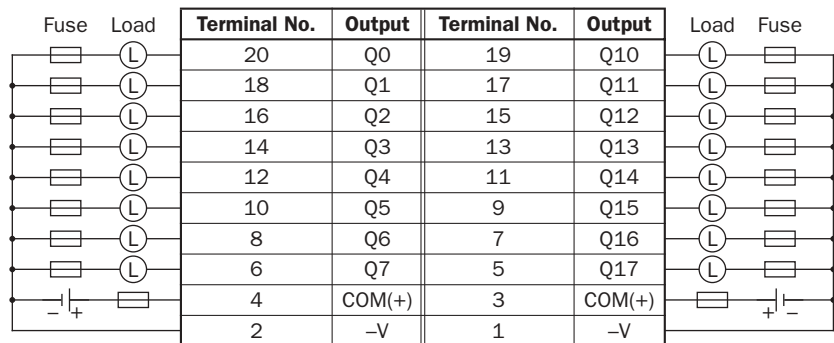 Fuse Load Terminal No. Output Terminal No. Output Load Fuse
L 20 Q0 19 Q10 L
L 18 Q1 17 Q11 L
L 16 Q2 15 Q12 L
L 14 Q3 13 Q13 L
L 12 Q4 11 Q14 L
L 10 Q5 9 Q15 L
L 8 Q6 7 Q16 L
L 6 Q7 5 Q17 L
− + 4 COM(+) 3 COM(+) + −
2 –V 1 –V